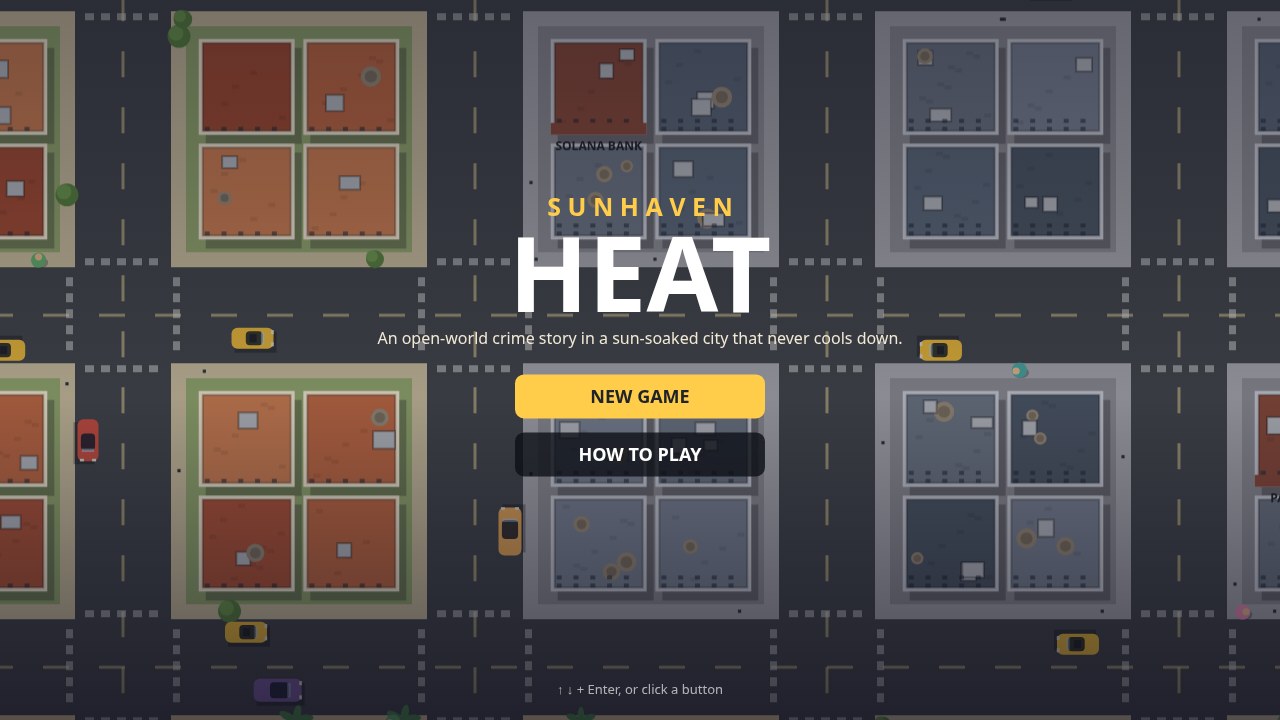 SOLANA BANK
SUNHAVEN
HEAT
An open-world crime story in a sun-soaked city that never cools down.
NEW GAME
HOW TO PLAY
↑ ↓ + Enter, or click a button